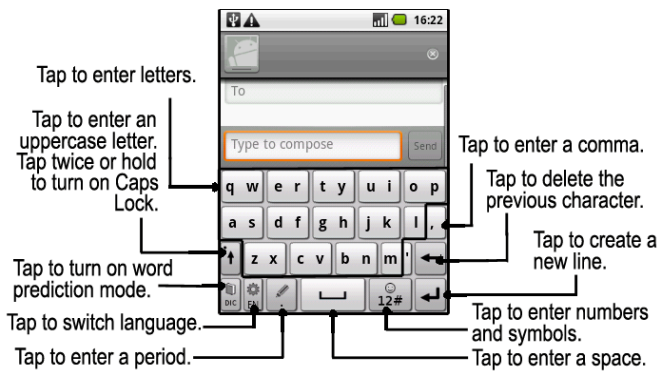 16:22
Tap to enter letters.
To
Tap to enter an
uppercase letter.
Tap twice or hold
to turn on Caps
Lock.
Type to compose
Send
Tap to enter a comma.
q w e r t y u i o p
Tap to delete the
previous character.
a s d f g h j k l ,
Tap to create a
new line.
z x c v b n m '
Tap to turn on word
prediction mode.
DIC EN . 12#
Tap to enter numbers
and symbols.
Tap to switch language.
Tap to enter a period.
Tap to enter a space.